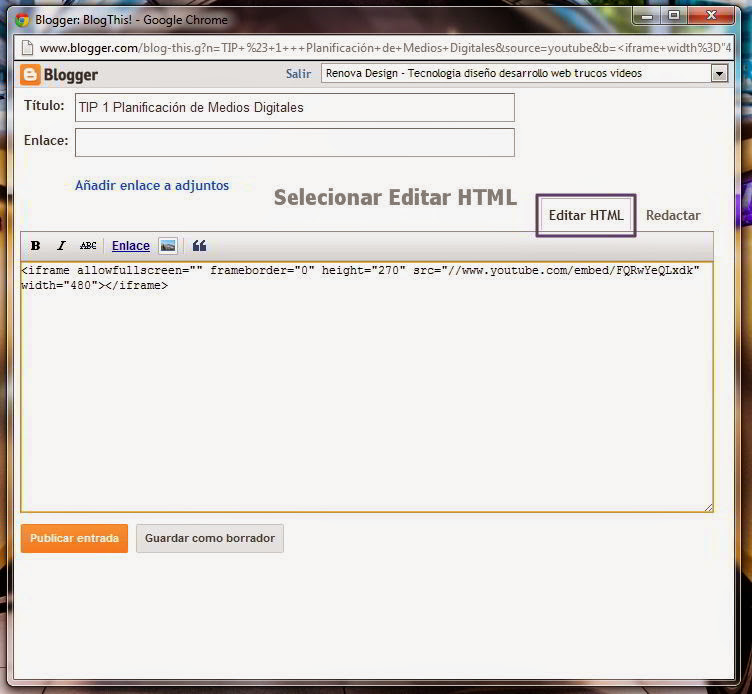 Blogger: BlogThis! - Google Chrome
www.blogger.com/blog-this.g?n=TIP+%23+1+++Planificación+de+Medios+Digitales&source=youtube&b=<iframe+width%3D"4
Blogger Salir Renova Design - Tecnologia diseño desarrollo web trucos videos
Título: TIP 1 Planificación de Medios Digitales
Enlace:
Añadir enlace a adjuntos
Selecionar Editar HTML
Editar HTML Redactar
B I ABC Enlace “
<iframe allowfullscreen="" frameborder="0" height="270" src="//www.youtube.com/embed/FQRwYeQLxdk"
width="480"></iframe>
Publicar entrada Guardar como borrador